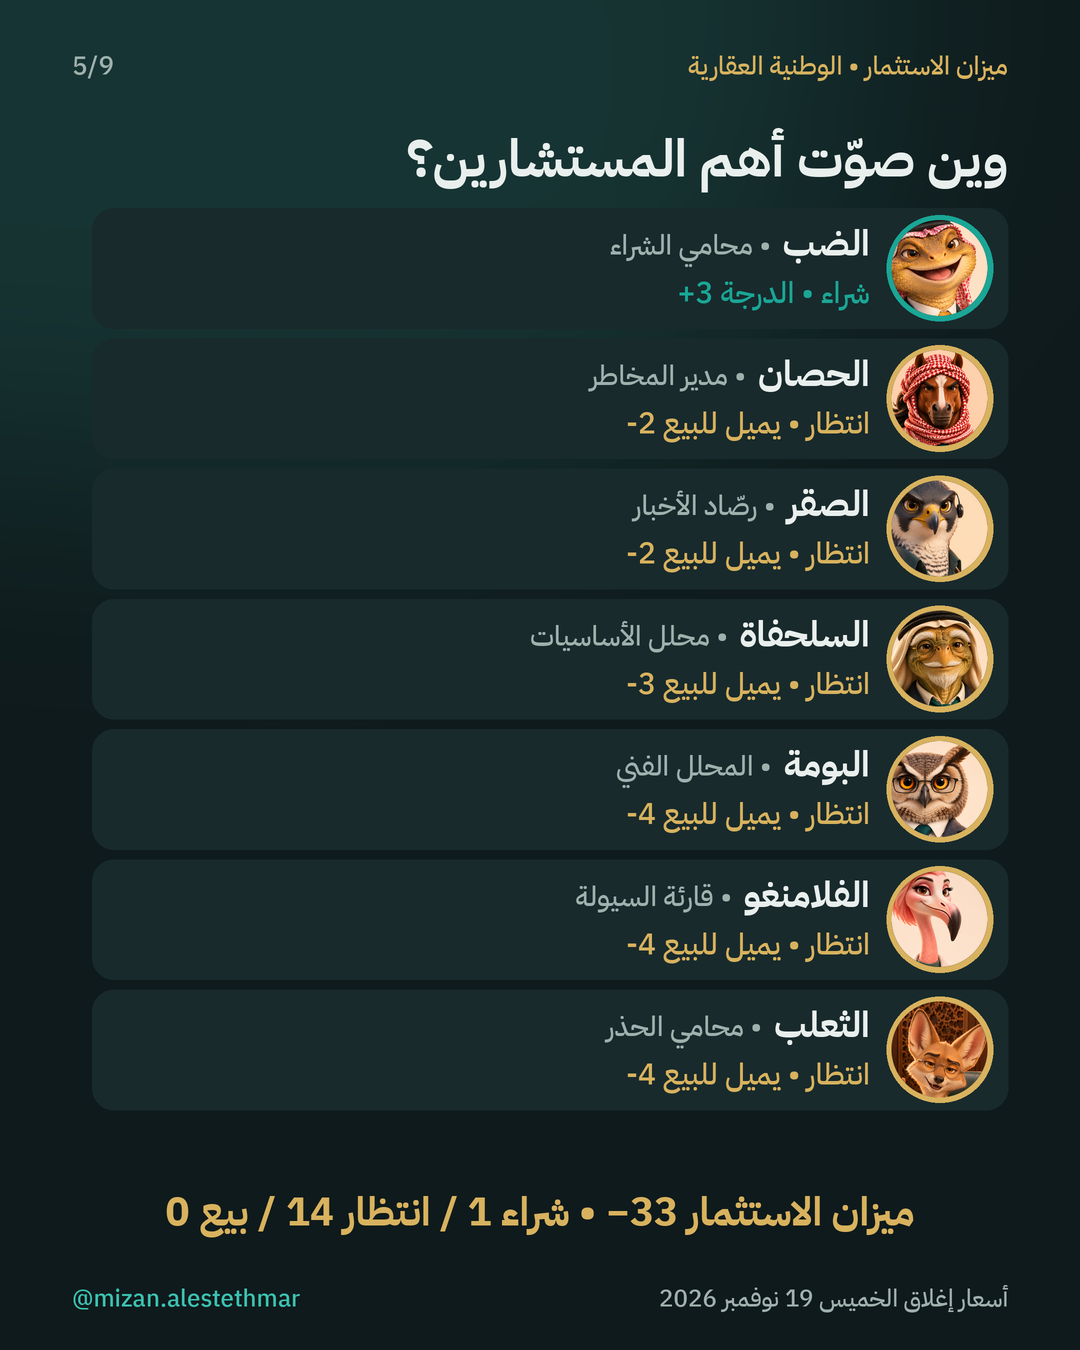 ميزان الاستثمار • الوطنية العقارية
5/9
وين صوّت أهم المستشارين؟
الضب • محامي الشراء
شراء • الدرجة 3+
الحصان • مدير المخاطر
انتظار • يميل للبيع 2-
الصقر • رصّاد الأخبار
انتظار • يميل للبيع 2-
السلحفاة • محلل الأساسيات
انتظار • يميل للبيع 3-
البومة • المحلل الفني
انتظار • يميل للبيع 4-
الفلامنغو • قارئة السيولة
انتظار • يميل للبيع 4-
الثعلب • محامي الحذر
انتظار • يميل للبيع 4-
ميزان الاستثمار 33− • شراء 1 / انتظار 14 / بيع 0
أسعار إغلاق الخميس 19 نوفمبر 2026
@mizan.alestethmar